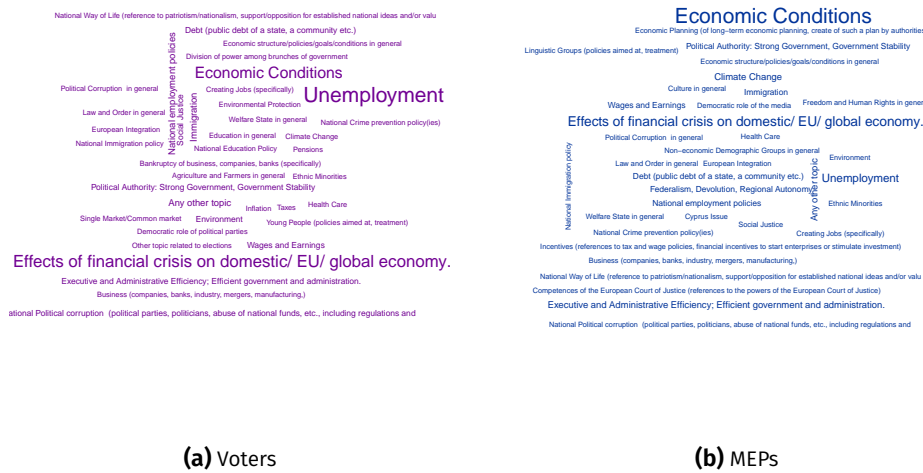 National Way of Life (reference to patriotism/nationalism, support/opposition for established national ideas and/or valu
Debt (public debt of a state, a community etc.)
Economic structure/policies/goals/conditions in general
Division of power among brunches of government
National employment policies
Social Justice
Immigration
Economic Conditions
Political Corruption in general
Creating Jobs (specifically)
Unemployment
Environmental Protection
Law and Order in general
Welfare State in general
National Crime prevention policy(ies)
European Integration
Education in general
Climate Change
National Immigration policy
National Education Policy
Pensions
Bankruptcy of business, companies, banks (specifically)
Agriculture and Farmers in general
Ethnic Minorities
Political Authority: Strong Government, Government Stability
Any other topic
Inflation
Taxes
Health Care
Single Market/Common market
Environment
Young People (policies aimed at, treatment)
Democratic role of political parties
Other topic related to elections
Wages and Earnings
Effects of financial crisis on domestic/ EU/ global economy.
Executive and Administrative Efficiency; Efficient government and administration.
Business (companies, banks, industry, mergers, manufacturing,)
ational Political corruption (political parties, politicians, abuse of national funds, etc., including regulations and
(a) Voters
Economic Conditions
Economic Planning (of long–term economic planning, create of such a plan by authorities
Linguistic Groups (policies aimed at, treatment)
Political Authority: Strong Government, Government Stability
Economic structure/policies/goals/conditions in general
Climate Change
Culture in general
Immigration
Wages and Earnings
Democratic role of the media
Freedom and Human Rights in gener
Effects of financial crisis on domestic/ EU/ global economy.
Political Corruption in general
Health Care
Non–economic Demographic Groups in general
Law and Order in general
European Integration
Environment
National Immigration policy
Debt (public debt of a state, a community etc.)
Any other topic
Unemployment
Federalism, Devolution, Regional Autonomy
National employment policies
Ethnic Minorities
Welfare State in general
Cyprus Issue
Social Justice
National Crime prevention policy(ies)
Creating Jobs (specifically)
Incentives (references to tax and wage policies, financial incentives to start enterprises or stimulate investment)
Business (companies, banks, industry, mergers, manufacturing,)
National Way of Life (reference to patriotism/nationalism, support/opposition for established national ideas and/or valu
Competences of the European Court of Justice (references to the powers of the European Court of Justice)
Executive and Administrative Efficiency; Efficient government and administration.
National Political corruption (political parties, politicians, abuse of national funds, etc., including regulations and
(b) MEPs